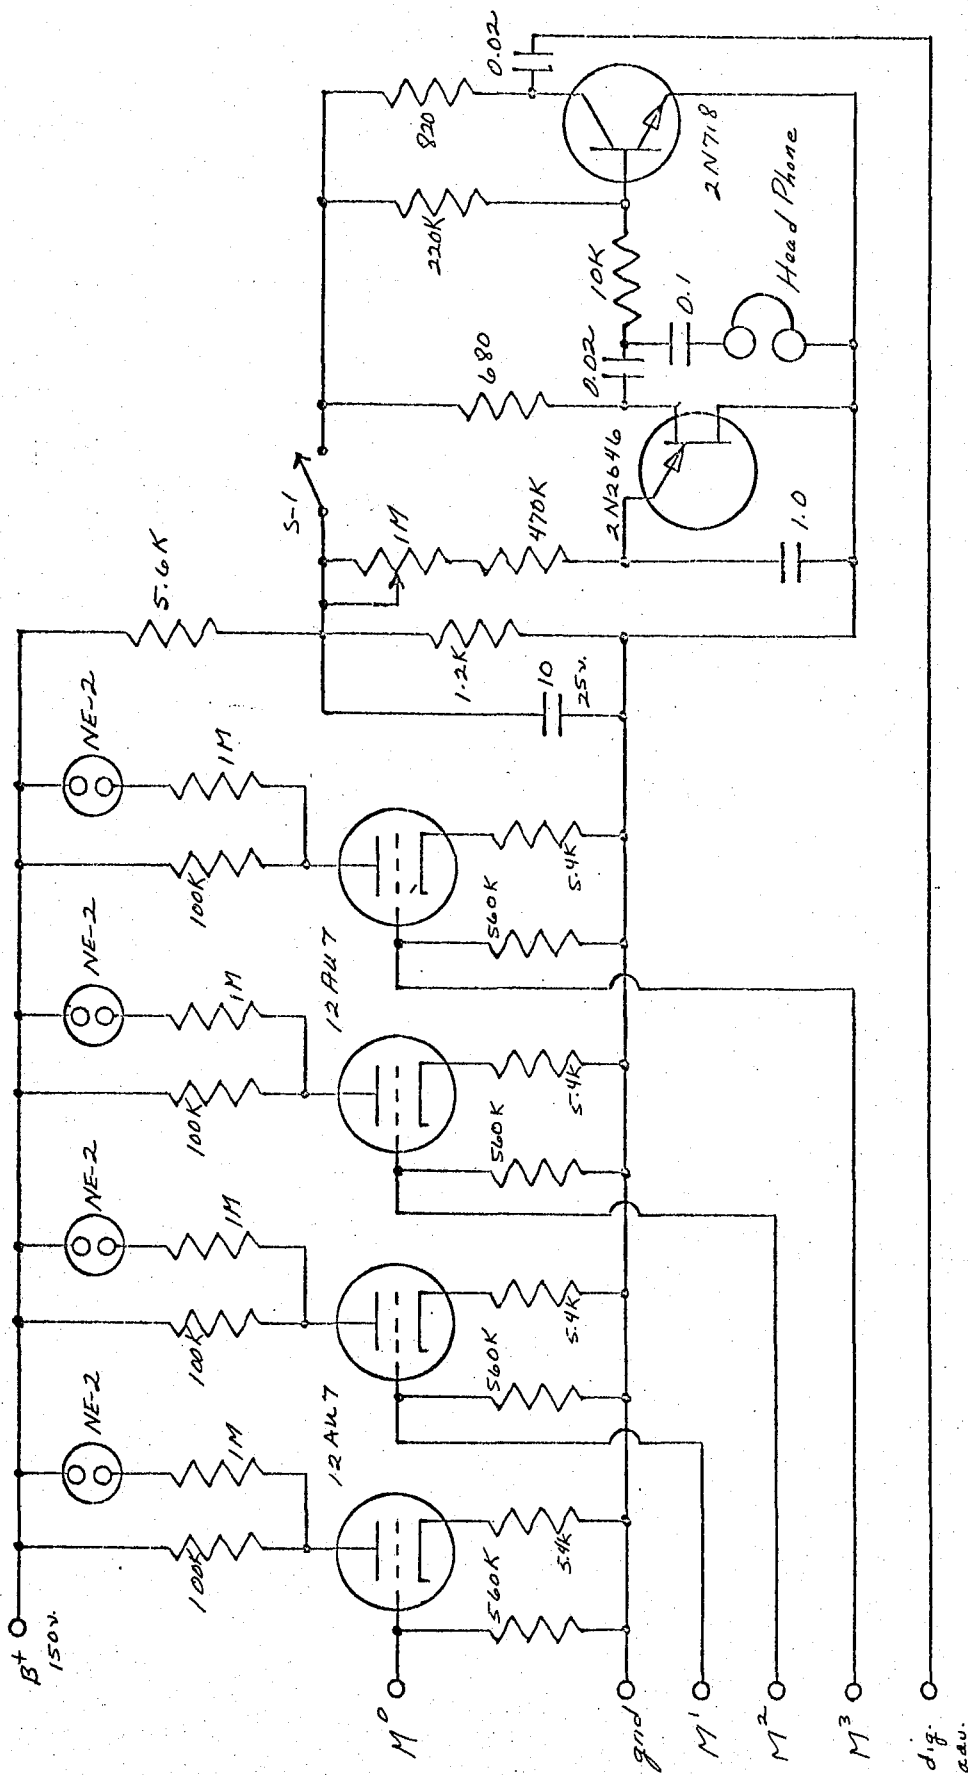 B+
150v.
NE-2
NE-2
NE-2
NE-2
5.6K
100K
1M
100K
1M
100K
1M
100K
1M
S-1
12AU7
12AU7
M⁰
560K
5.4K
560K
5.4K
560K
5.4K
560K
5.4K
10
25v.
1.2K
1M
470K
2N2646
1.0
680
0.02
220K
10K
0.1
Head Phone
820
0.02
2N718
gnd
M¹
M²
M³
dig.
adv.